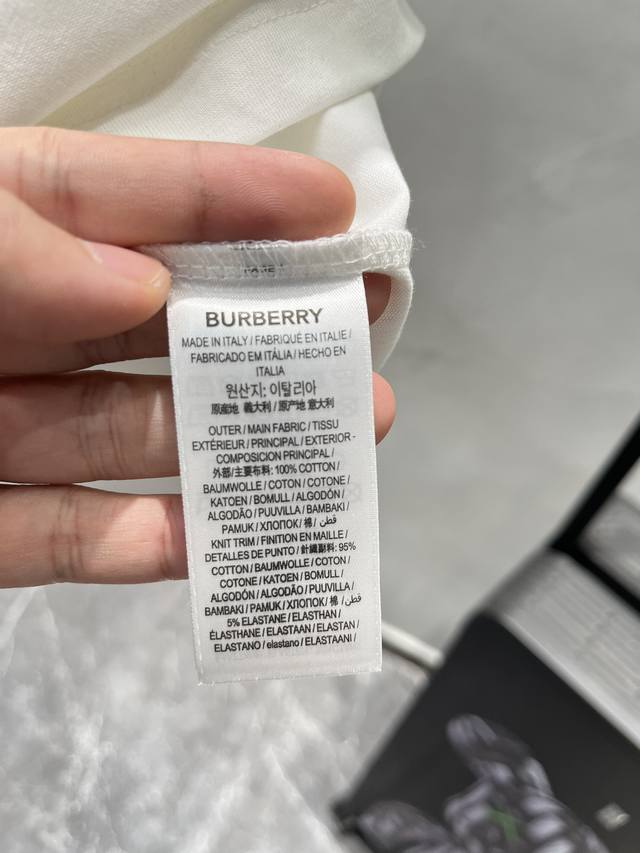 BURBERRY
MADE IN ITALY / FABRIQUÉ EN ITALIE /
FABRICADO EM ITÁLIA / HECHO EN
ITALIA
원산지: 이탈리아
原産地 義大利 / 原产地 意大利
OUTER / MAIN FABRIC / TISSU
EXTÉRIEUR / PRINCIPAL / EXTERIOR -
COMPOSICION PRINCIPAL /
外部/主要布料: 100% COTTON /
BAUMWOLLE / COTON / COTONE /
KATOEN / BOMULL / ALGODÓN /
ALGODÃO / PUUVILLA / BAMBAKI /
PAMUK / ХЛОПОК / 棉 / قطن
KNIT TRIM / FINITION EN MAILLE /
DETALLES DE PUNTO / 針織副料: 95%
COTTON / BAUMWOLLE / COTON /
COTONE / KATOEN / BOMULL /
ALGODÓN / ALGODÃO / PUUVILLA /
BAMBAKI / PAMUK / ХЛОПОК / 棉 / قطن
5% ELASTANE / ELASTHAN /
ÉLASTHANE / ELASTAAN / ELASTAN /
ELASTANO / elastano / ELASTAANI /